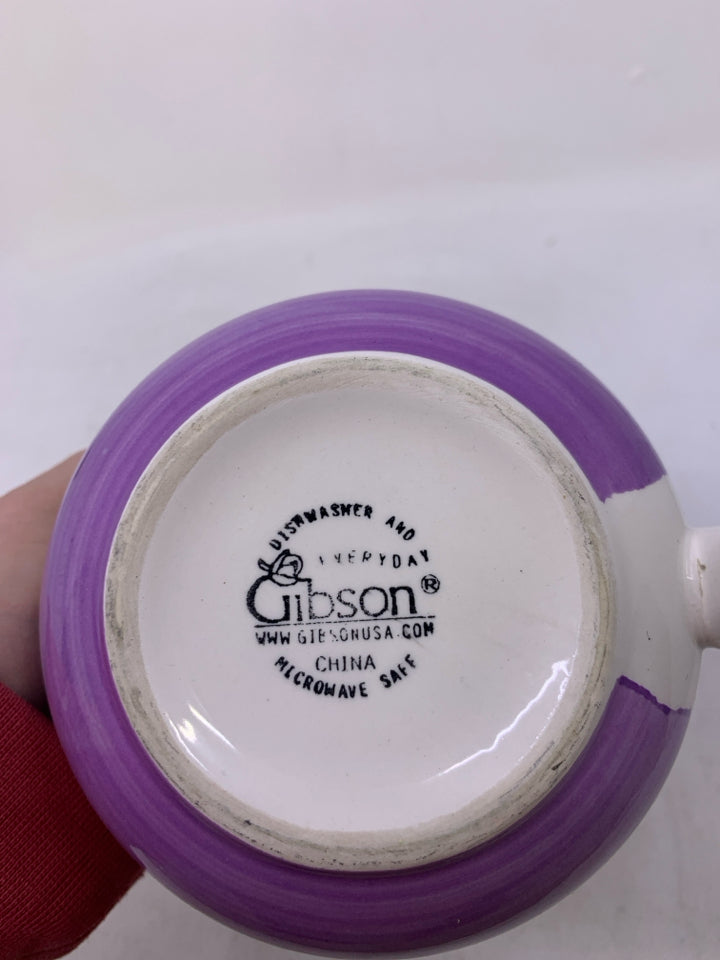 DISHWASHER AND
EVERYDAY
Gibson®
WWW.GIBSONUSA.COM
CHINA
MICROWAVE SAFE